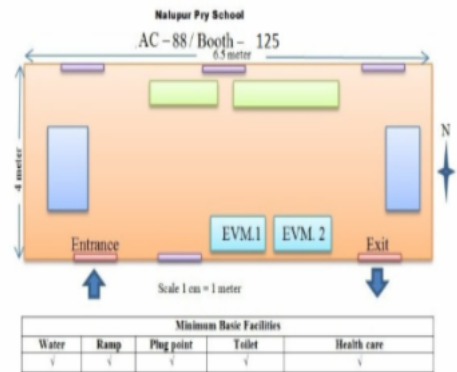 Nalupur Pry School
AC – 88/ Booth – 125
6.5 meter
4 meter
N
EVM.1 EVM. 2
Entrance Exit
Scale 1 cm = 1 meter
Minimum Basic Facilities
Water Ramp Plug point Toilet Health care
√ √ √ √ √